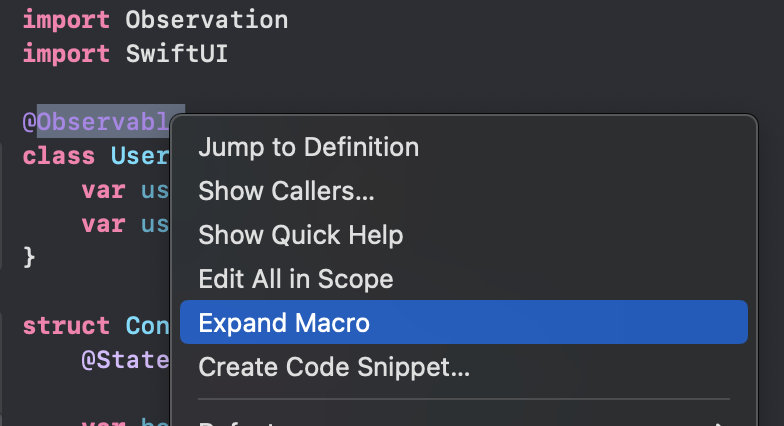 import Observation
import SwiftUI
@Observabl
class User
var us
var us
}
struct Con
@State
Jump to Definition
Show Callers...
Show Quick Help
Edit All in Scope
Expand Macro
Create Code Snippet...